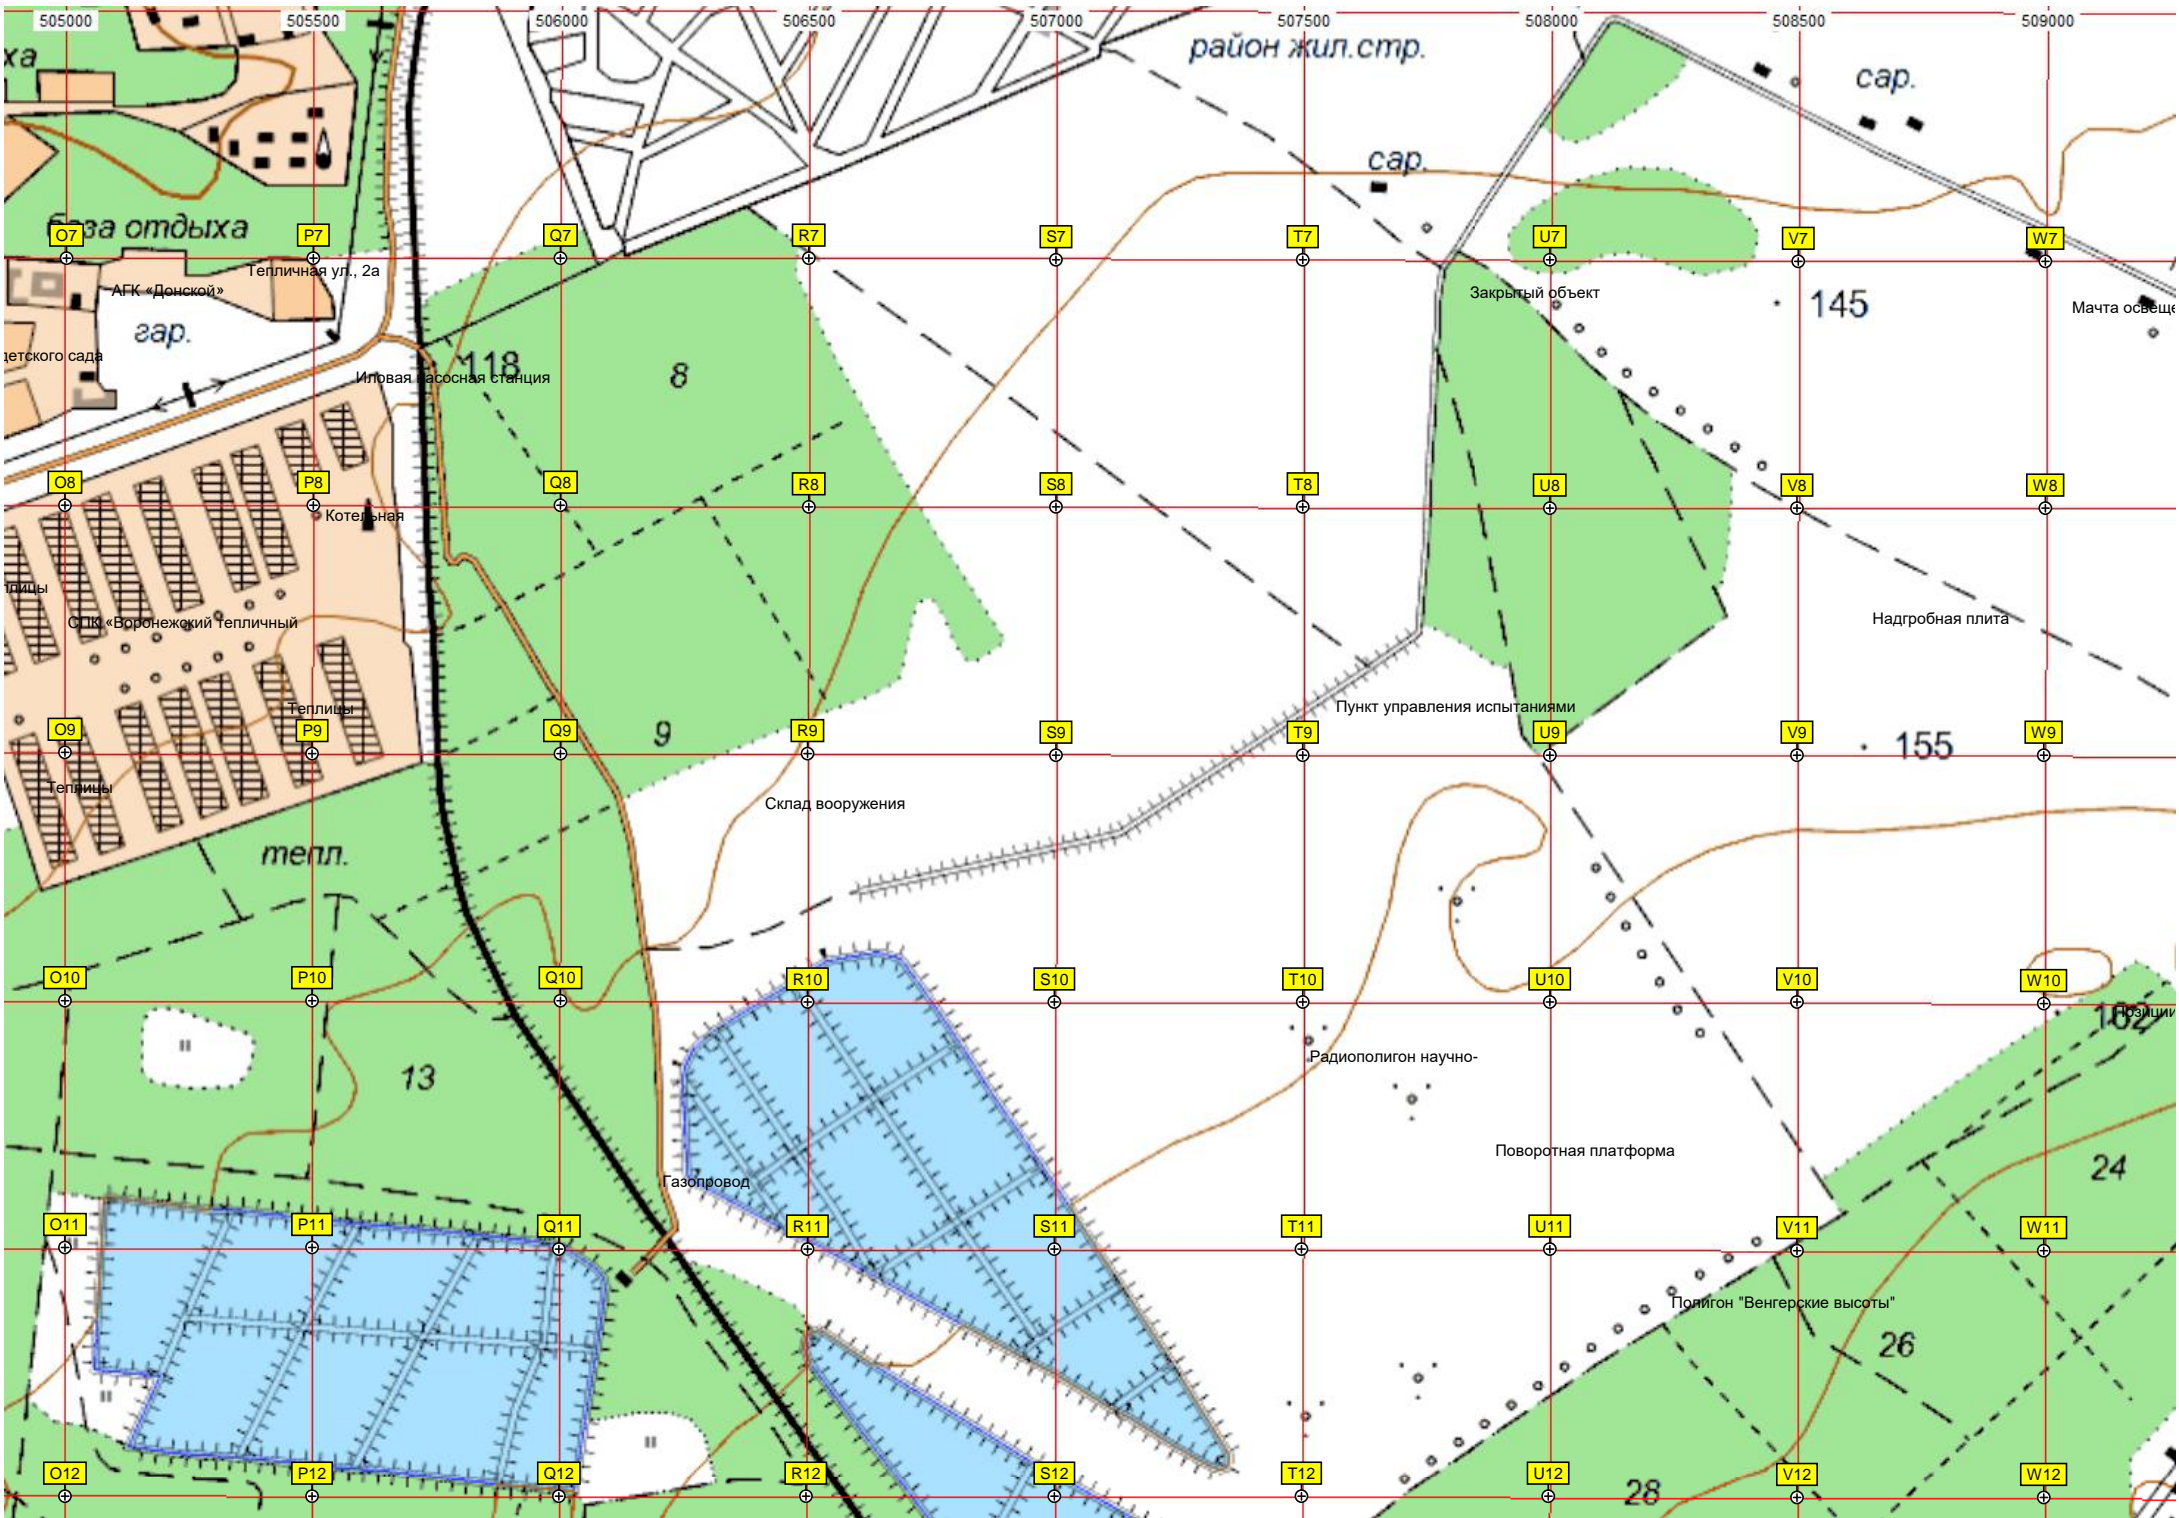 505000 505500 506000 506500 507000 507500 508000 508500 509000
район жил.стр.
ха
сар.
сар.
база отдыха
O7 P7 Q7 R7 S7 T7 U7 V7 W7
Тепличная ул., 2а
АГК «Донской»
Закрытый объект
145
Мачта освеще
гар.
детского сада
118
8
Иловая насосная станция
O8 P8 Q8 R8 S8 T8 U8 V8 W8
Котельная
плицы
СПК «Воронежский тепличный
Надгробная плита
Теплицы
Пункт управления испытаниями
O9 P9 Q9 9 R9 S9 T9 U9 V9 155 W9
Теплицы
Склад вооружения
тепл.
O10 P10 Q10 R10 S10 T10 U10 V10 W10
162
Позиции
Радиополигон научно-
13
Поворотная платформа
24
Газопровод
O11 P11 Q11 R11 S11 T11 U11 V11 W11
Полигон "Венгерские высоты"
26
O12 P12 Q12 R12 S12 T12 U12 V12 W12
28